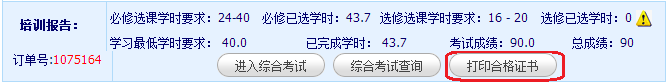 培训报告:
订单号:1075164
必修选课学时要求: 24-40 必修已选学时: 43.7 选修选课学时要求: 16 - 20 选修已选学时: 0
学习最低学时要求: 40.0 已完成学时: 43.7 考试成绩: 90.0 总成绩: 90
进入综合考试 综合考试查询 打印合格证书